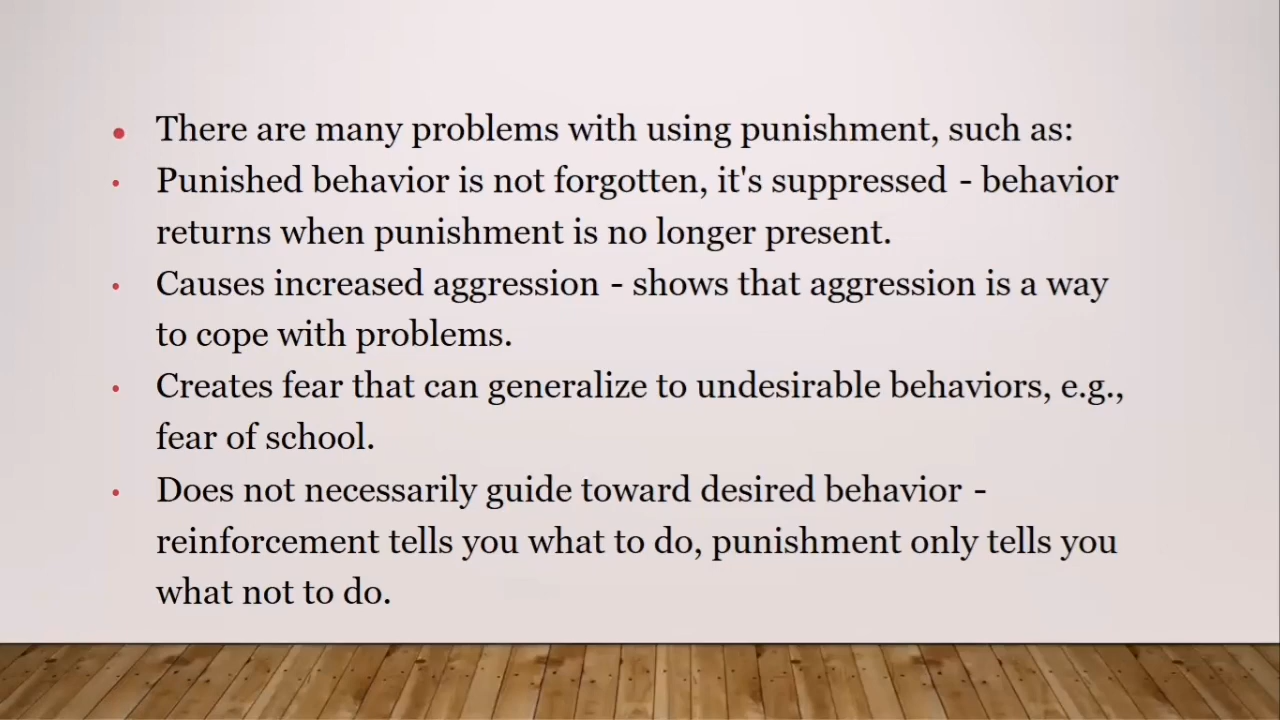 • There are many problems with using punishment, such as:
• Punished behavior is not forgotten, it's suppressed - behavior
returns when punishment is no longer present.
• Causes increased aggression - shows that aggression is a way
to cope with problems.
• Creates fear that can generalize to undesirable behaviors, e.g.,
fear of school.
• Does not necessarily guide toward desired behavior -
reinforcement tells you what to do, punishment only tells you
what not to do.